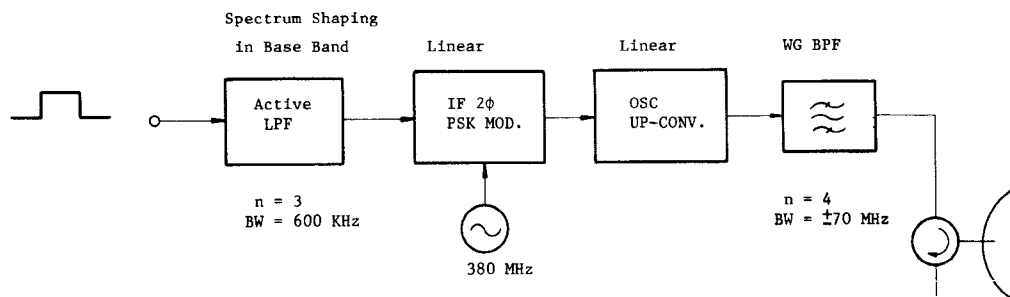 Spectrum Shaping
in Base Band
Linear
Linear
WG BPF
Active
LPF
IF 2ϕ
PSK MOD.
OSC
UP-CONV.
n = 3
BW = 600 KHz
n = 4
BW = ±70 MHz
380 MHz